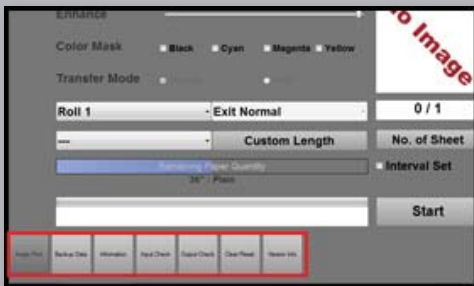 Enhance
Color Mask Black Cyan Magenta Yellow
o Image
Transfer Mode
Roll 1 Exit Normal 0 / 1
--- Custom Length No. of Sheet
Remaining Paper Quantity Interval Set
36" : Plain
Start
Backup Data Information Input Check Output Check Clear/Reset Version Info.